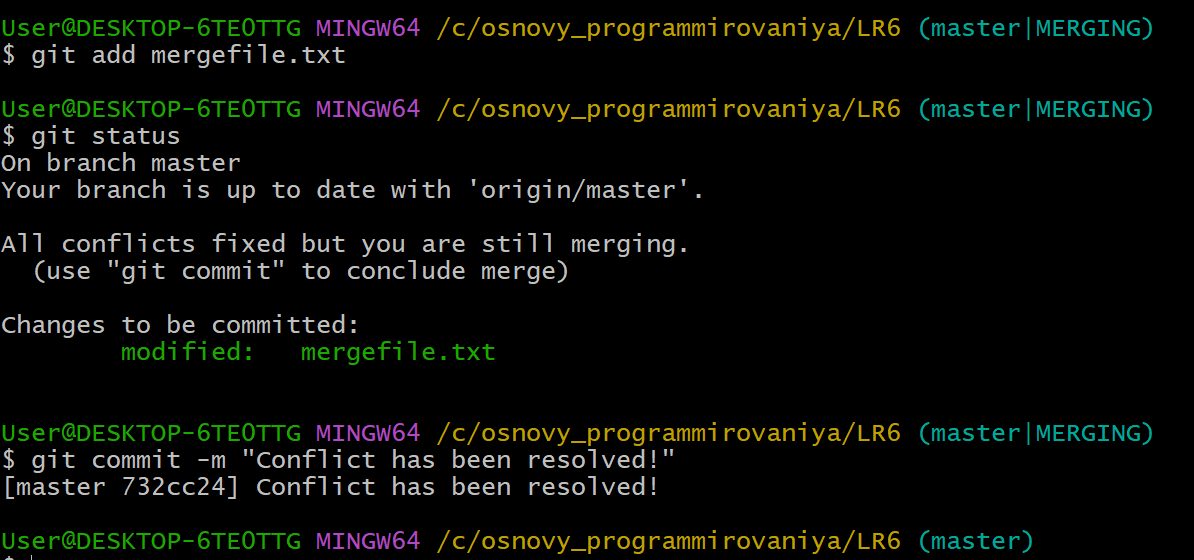 User@DESKTOP-6TE0TTG MINGW64 /c/osnovy_programmirovaniya/LR6 (master|MERGING)
$ git add mergefile.txt
User@DESKTOP-6TE0TTG MINGW64 /c/osnovy_programmirovaniya/LR6 (master|MERGING)
$ git status
On branch master
Your branch is up to date with 'origin/master'.
All conflicts fixed but you are still merging.
  (use "git commit" to conclude merge)
Changes to be committed:
        modified:   mergefile.txt
User@DESKTOP-6TE0TTG MINGW64 /c/osnovy_programmirovaniya/LR6 (master|MERGING)
$ git commit -m "Conflict has been resolved!"
[master 732cc24] Conflict has been resolved!
User@DESKTOP-6TE0TTG MINGW64 /c/osnovy_programmirovaniya/LR6 (master)
$